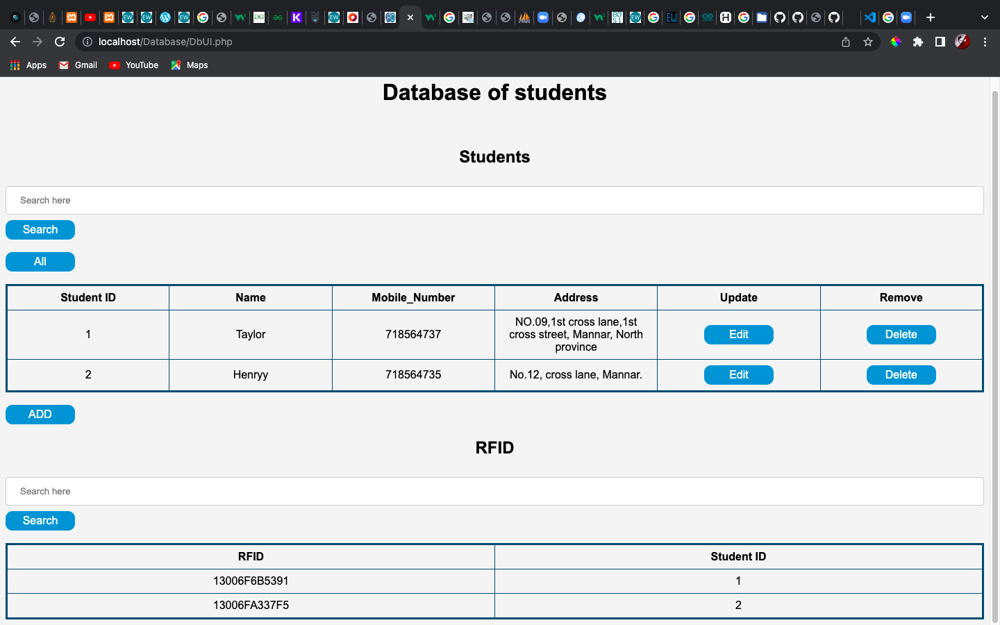 localhost/Database/DbUI.php
Apps Gmail YouTube Maps
Database of students
Students
Search here
Search
All
Student ID Name Mobile_Number Address Update Remove
1 Taylor 718564737 NO.09,1st cross lane,1st
cross street, Mannar, North
province Edit Delete
2 Henryy 718564735 No.12, cross lane, Mannar. Edit Delete
ADD
RFID
Search here
Search
RFID Student ID
13006F6B5391 1
13006FA337F5 2